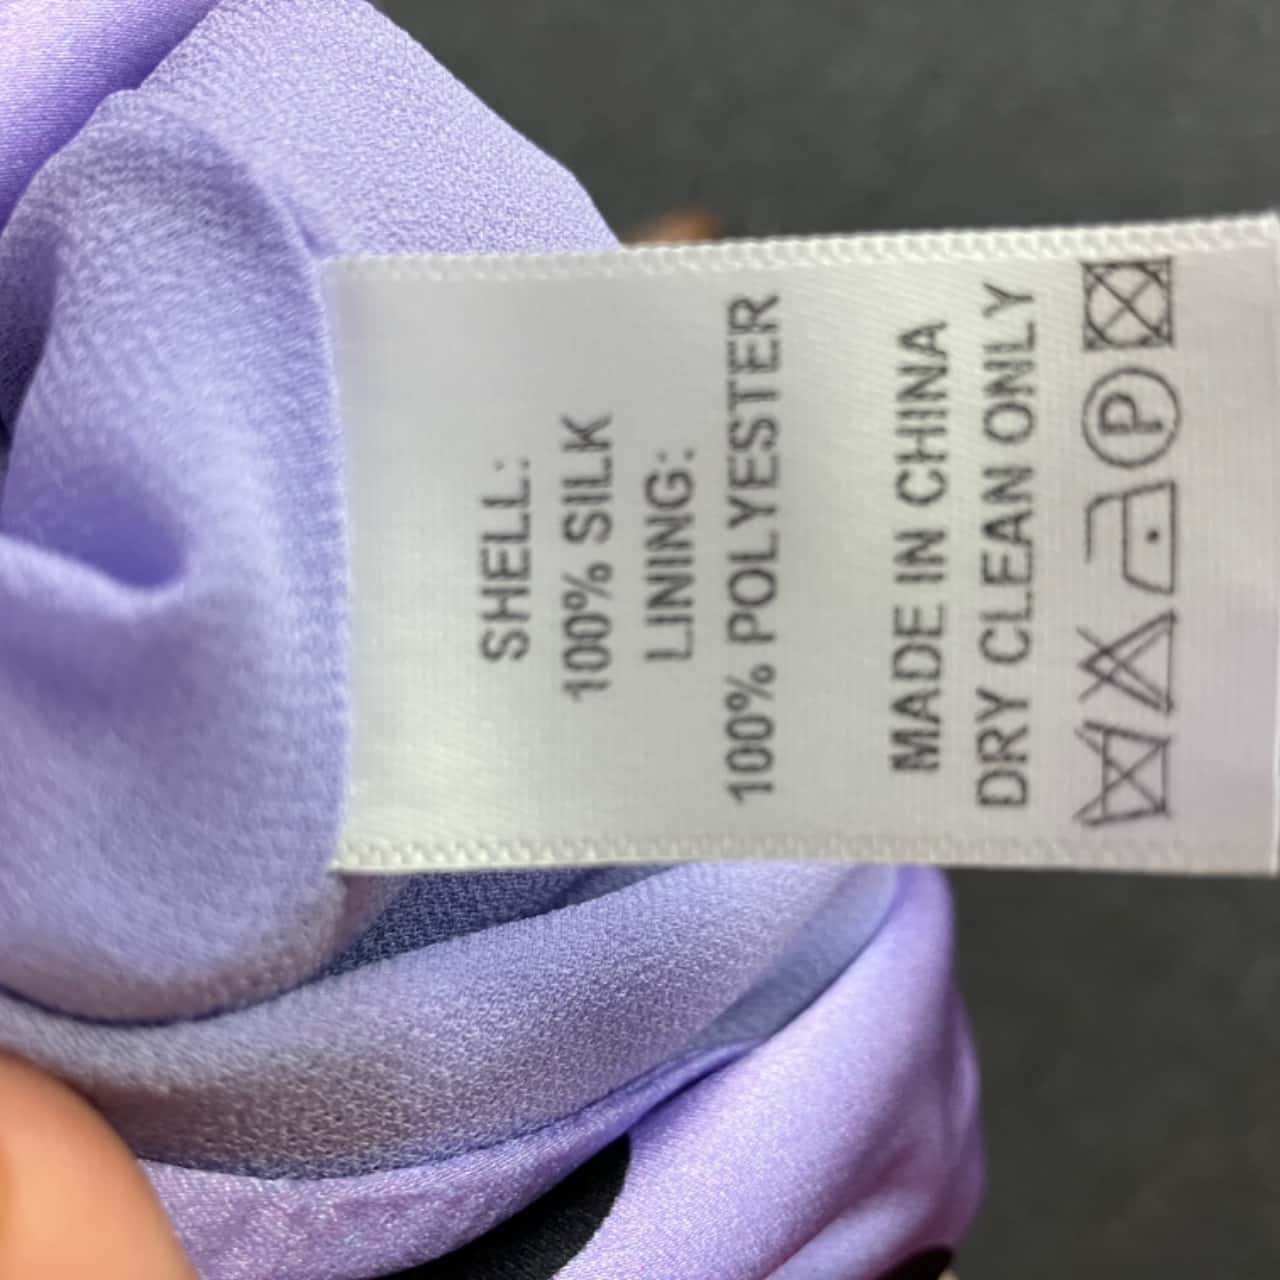 SHELL:
100% SILK
LINING:
100% POLYESTER
MADE IN CHINA
DRY CLEAN ONLY
P